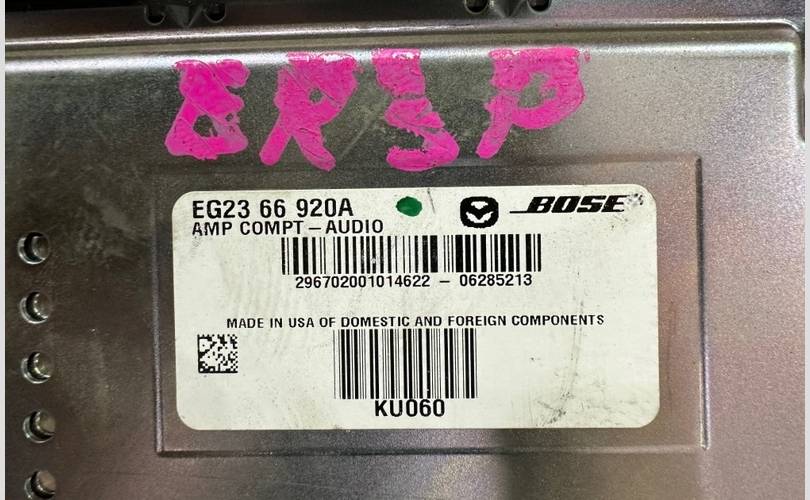 ER3P
EG23 66 920A
BOSE
AMP COMPT – AUDIO
296702001014622 – 06285213
MADE IN USA OF DOMESTIC AND FOREIGN COMPONENTS
KU060